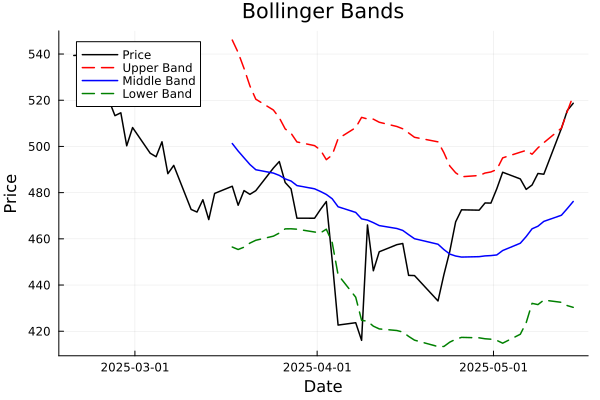 Bollinger Bands
Price
Upper Band
Middle Band
Lower Band
540
520
500
480
460
440
420
Price
2025-03-01
2025-04-01
2025-05-01
Date